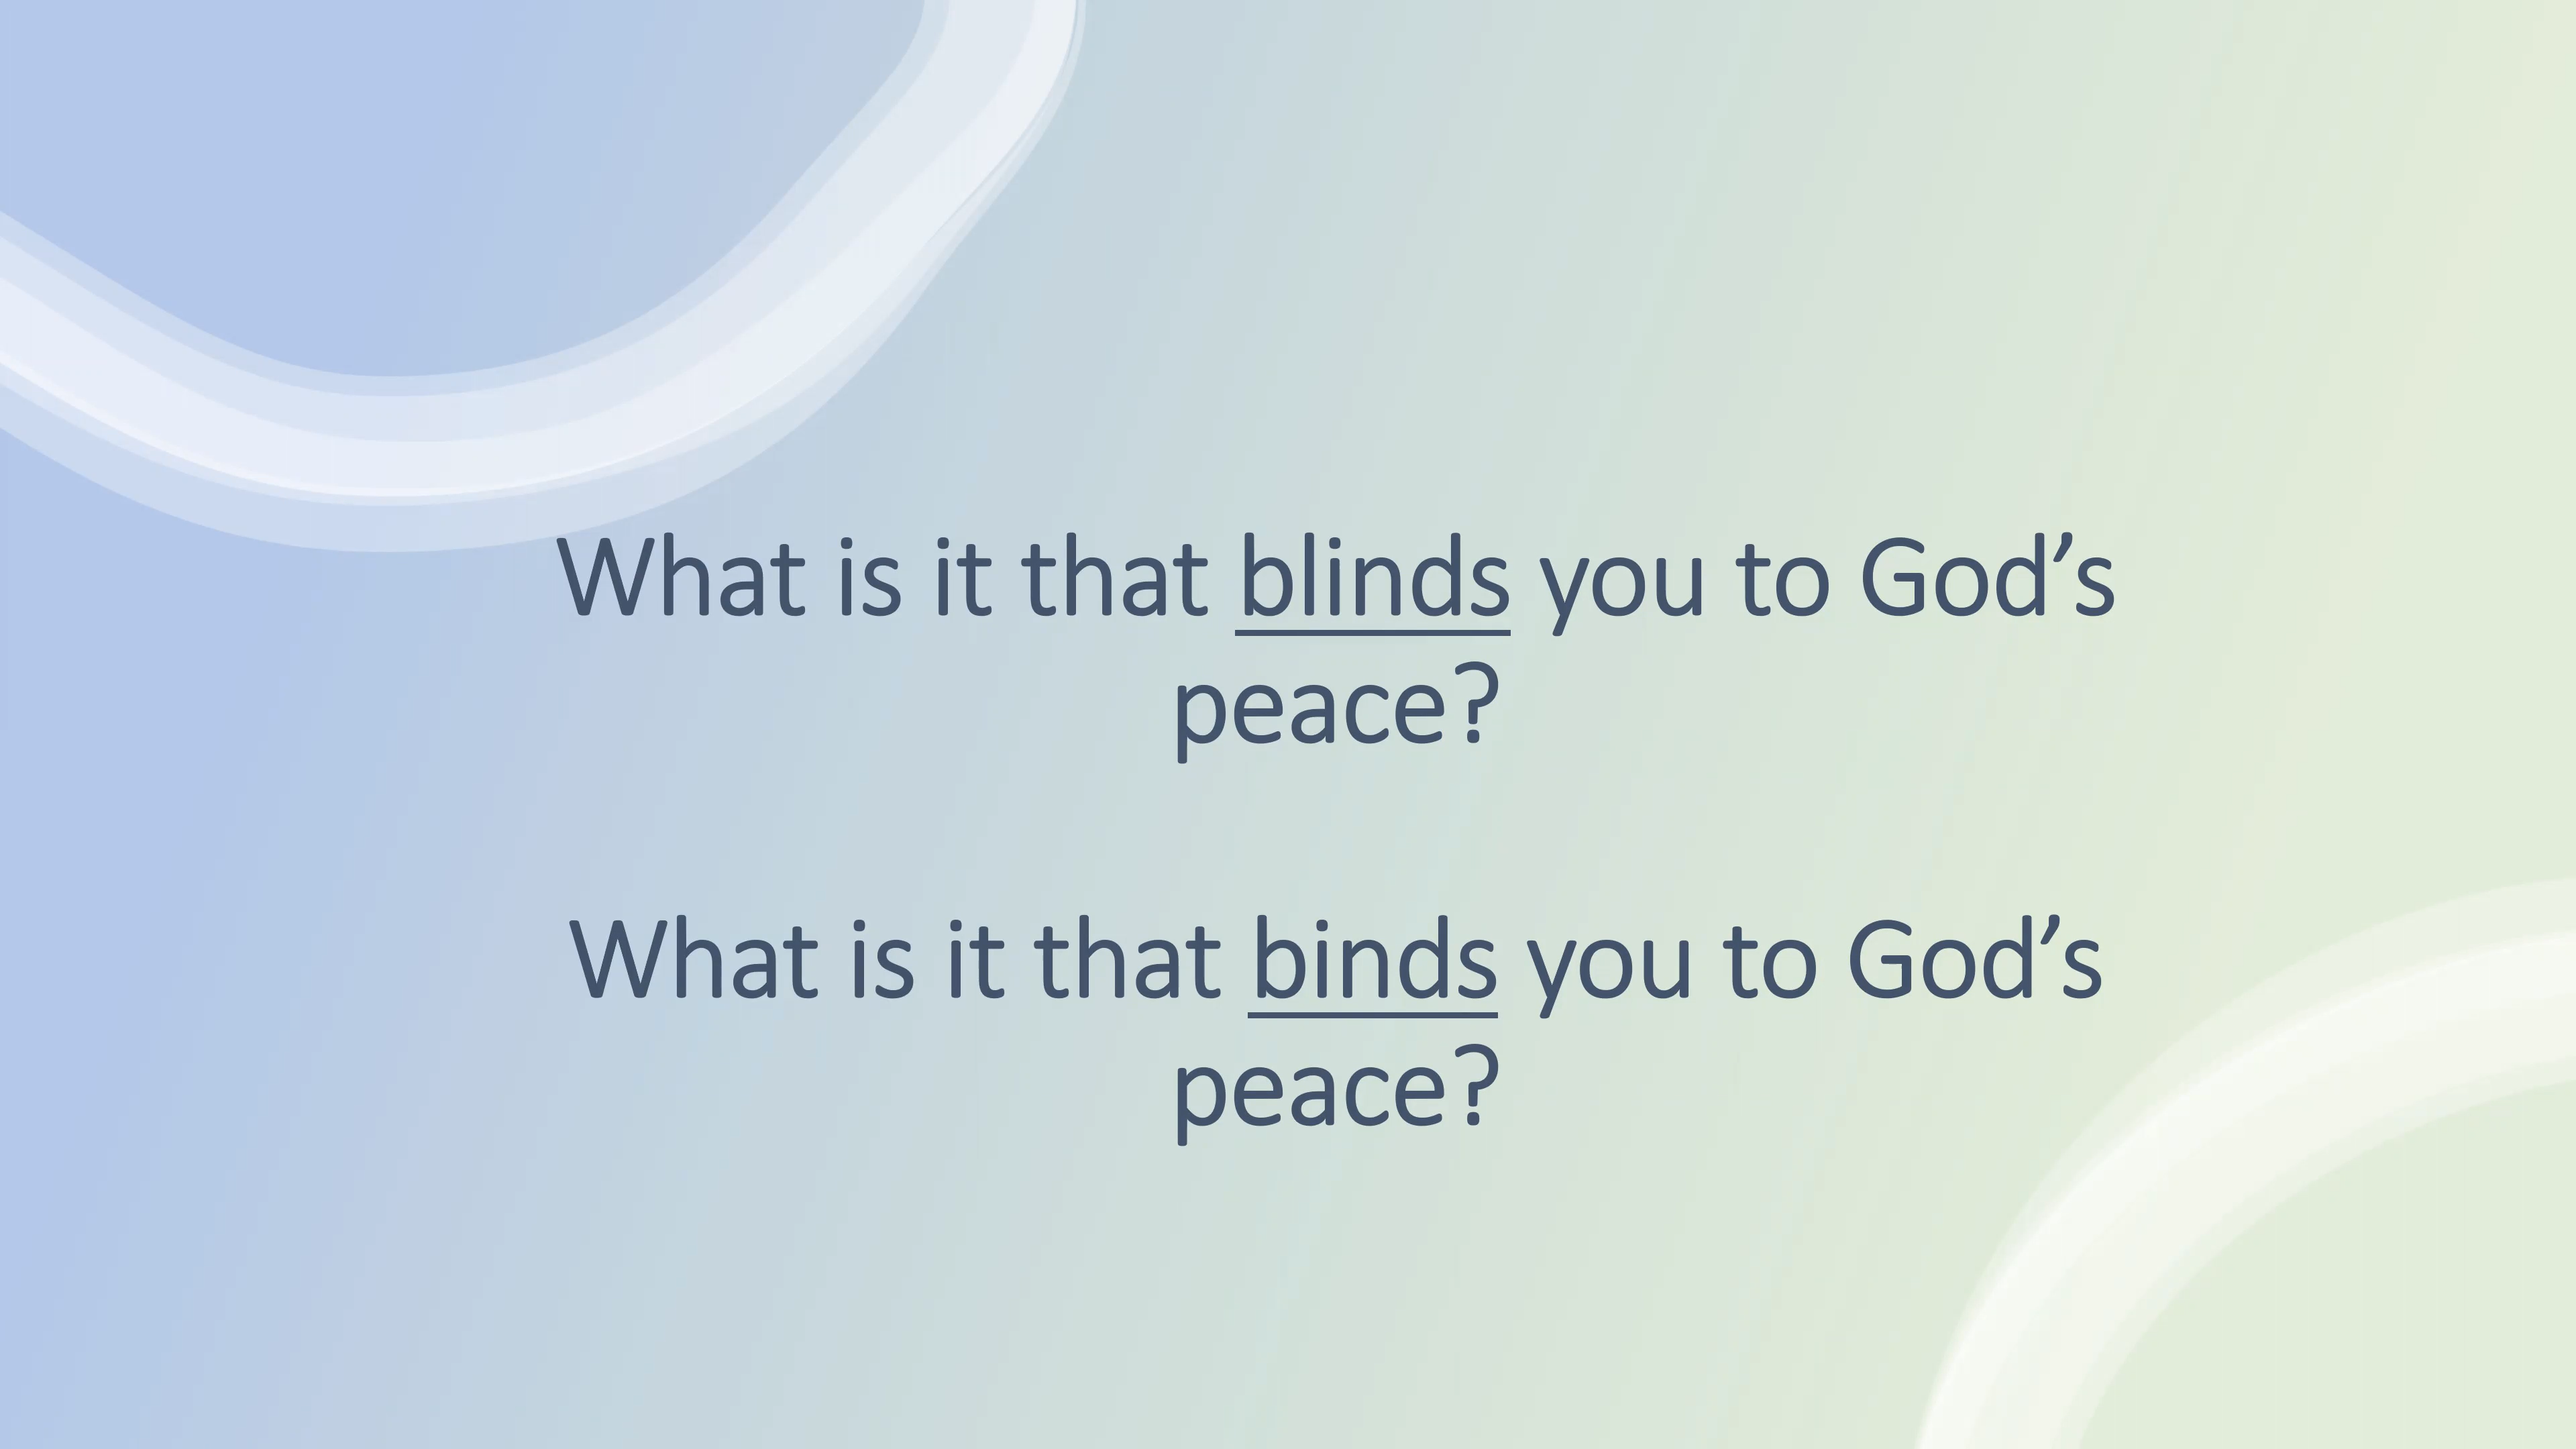 What is it that blinds you to God’s
peace?
What is it that binds you to God’s
peace?